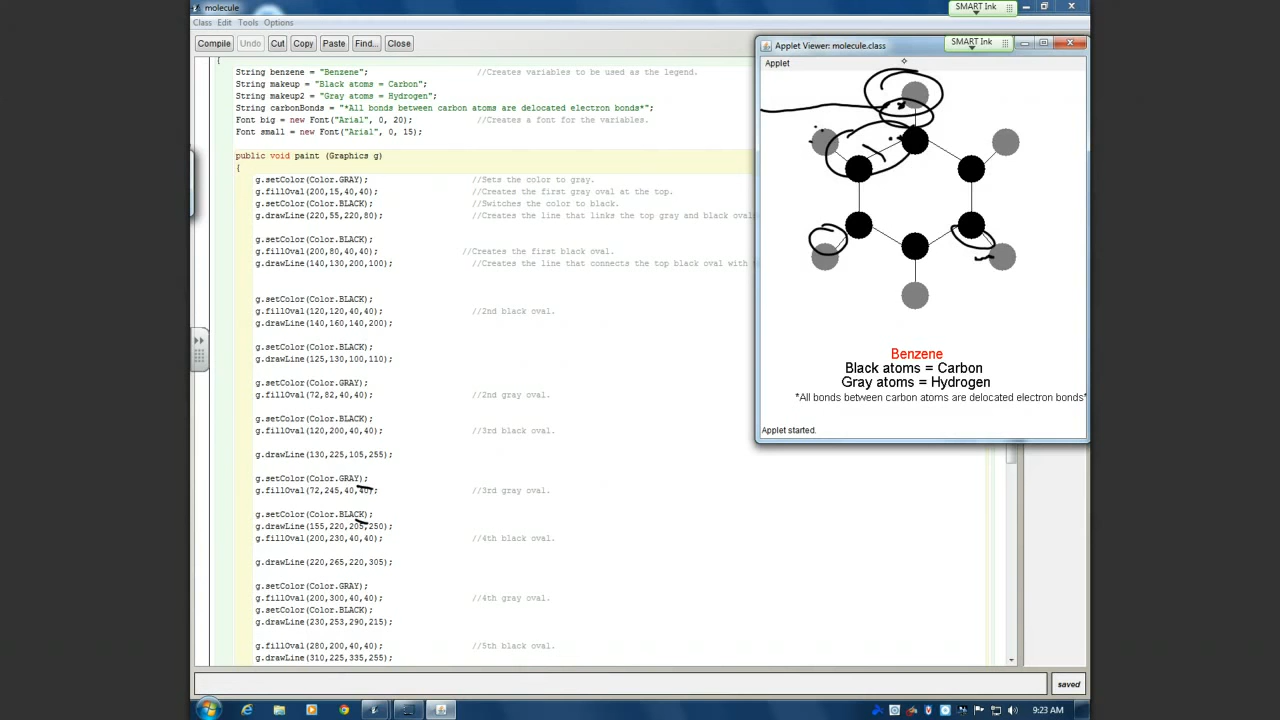 molecule
SMART Ink
Class Edit Tools Options
Compile Undo Cut Copy Paste Find... Close
{
String benzene = "Benzene"; //Creates variables to be used as the legend.
String makeup = "Black atoms = Carbon";
String makeup2 = "Gray atoms = Hydrogen";
String carbonBonds = "*All bonds between carbon atoms are delocated electron bonds*";
Font big = new Font("Arial", 0, 20); //Creates a font for the variables.
Font small = new Font("Arial", 0, 15);
public void paint (Graphics g)
{
g.setColor(Color.GRAY); //Sets the color to gray.
g.fillOval(200,15,40,40); //Creates the first gray oval at the top.
g.setColor(Color.BLACK); //Switches the color to black.
g.drawLine(220,55,220,80); //Creates the line that links the top gray and black oval
g.setColor(Color.BLACK);
g.fillOval(200,80,40,40); //Creates the first black oval.
g.drawLine(140,130,200,100); //Creates the line that connects the top black oval with
g.setColor(Color.BLACK);
g.fillOval(120,120,40,40); //2nd black oval.
g.drawLine(140,160,140,200);
g.setColor(Color.BLACK);
g.drawLine(125,130,100,110);
g.setColor(Color.GRAY);
g.fillOval(72,82,40,40); //2nd gray oval.
g.setColor(Color.BLACK);
g.fillOval(120,200,40,40); //3rd black oval.
g.drawLine(130,225,105,255);
g.setColor(Color.GRAY);
g.fillOval(72,245,40,40); //3rd gray oval.
g.setColor(Color.BLACK);
g.drawLine(155,220,205,250);
g.fillOval(200,230,40,40); //4th black oval.
g.drawLine(220,265,220,305);
g.setColor(Color.GRAY);
g.fillOval(200,300,40,40); //4th gray oval.
g.setColor(Color.BLACK);
g.drawLine(230,253,290,215);
g.fillOval(280,200,40,40); //5th black oval.
g.drawLine(310,225,335,255);
saved
Applet Viewer: molecule.class
SMART Ink
Applet
Benzene
Black atoms = Carbon
Gray atoms = Hydrogen
*All bonds between carbon atoms are delocated electron bonds*
Applet started.
9:23 AM